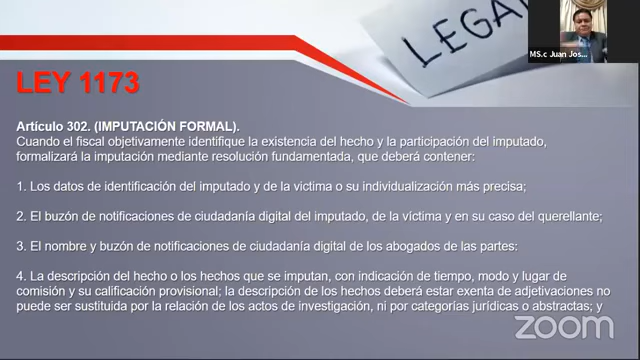 LEGAL
MS.c Juan Jos...
LEY 1173
Artículo 302. (IMPUTACIÓN FORMAL).
Cuando el fiscal objetivamente identifique la existencia del hecho y la participación del imputado,
formalizará la imputación mediante resolución fundamentada, que deberá contener:
1. Los datos de identificación del imputado y de la victima o su individualización más precisa;
2. El buzón de notificaciones de ciudadanía digital del imputado, de la víctima y en su caso del querellante;
3. El nombre y buzón de notificaciones de ciudadanía digital de los abogados de las partes:
4. La descripción del hecho o los hechos que se imputan, con indicación de tiempo, modo y lugar de
comisión y su calificación provisional; la descripción de los hechos deberá estar exenta de adjetivaciones no
puede ser sustituida por la relación de los actos de investigación, ni por categorías jurídicas o abstractas; y
zoom